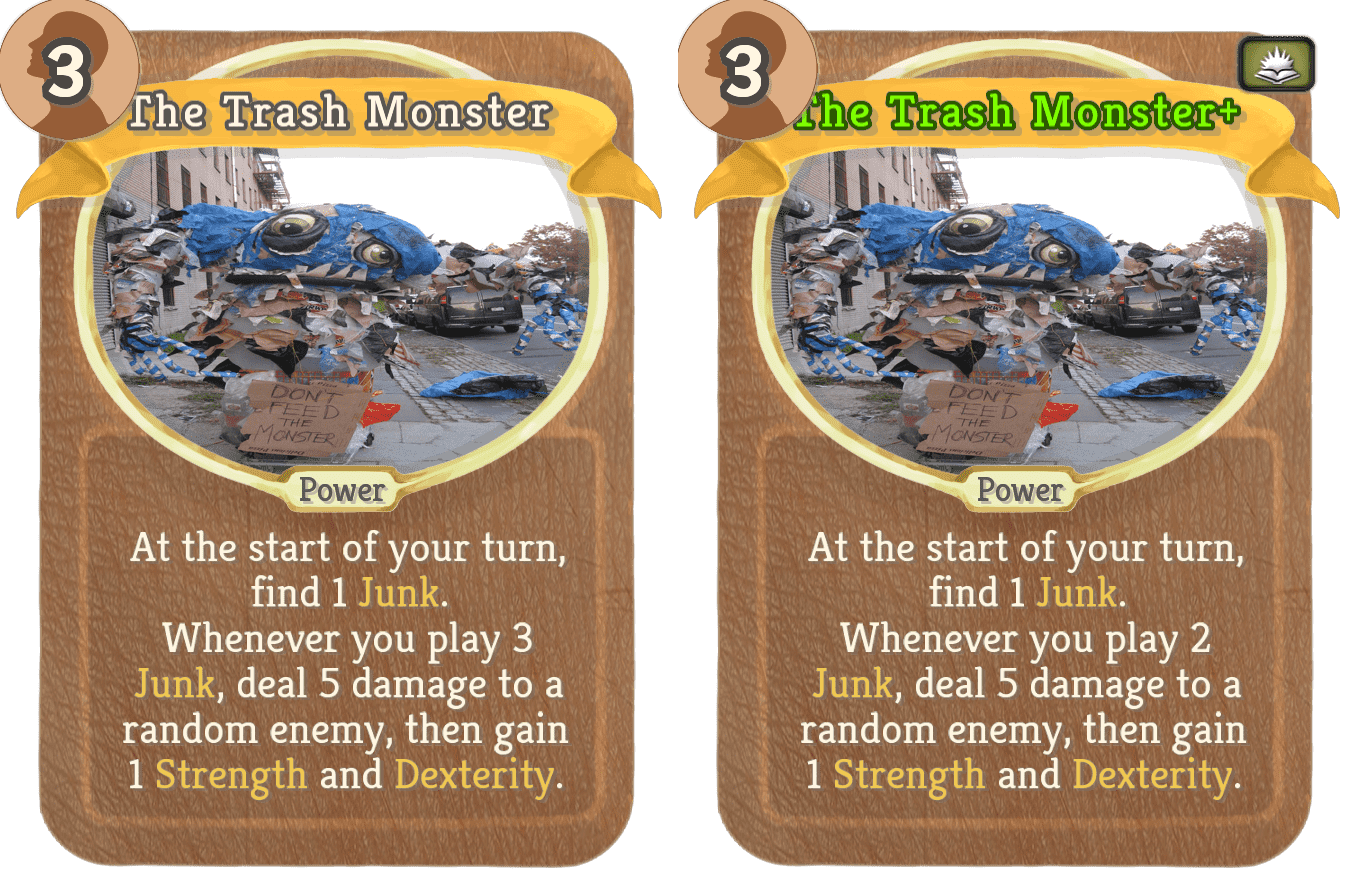 3
The Trash Monster
DON'T
FEED
THE
MONSTER!
Power
At the start of your turn,
find 1 Junk.
Whenever you play 3
Junk, deal 5 damage to a
random enemy, then gain
1 Strength and Dexterity.
3
The Trash Monster+
DON'T
FEED
THE
MONSTER!
Power
At the start of your turn,
find 1 Junk.
Whenever you play 2
Junk, deal 5 damage to a
random enemy, then gain
1 Strength and Dexterity.